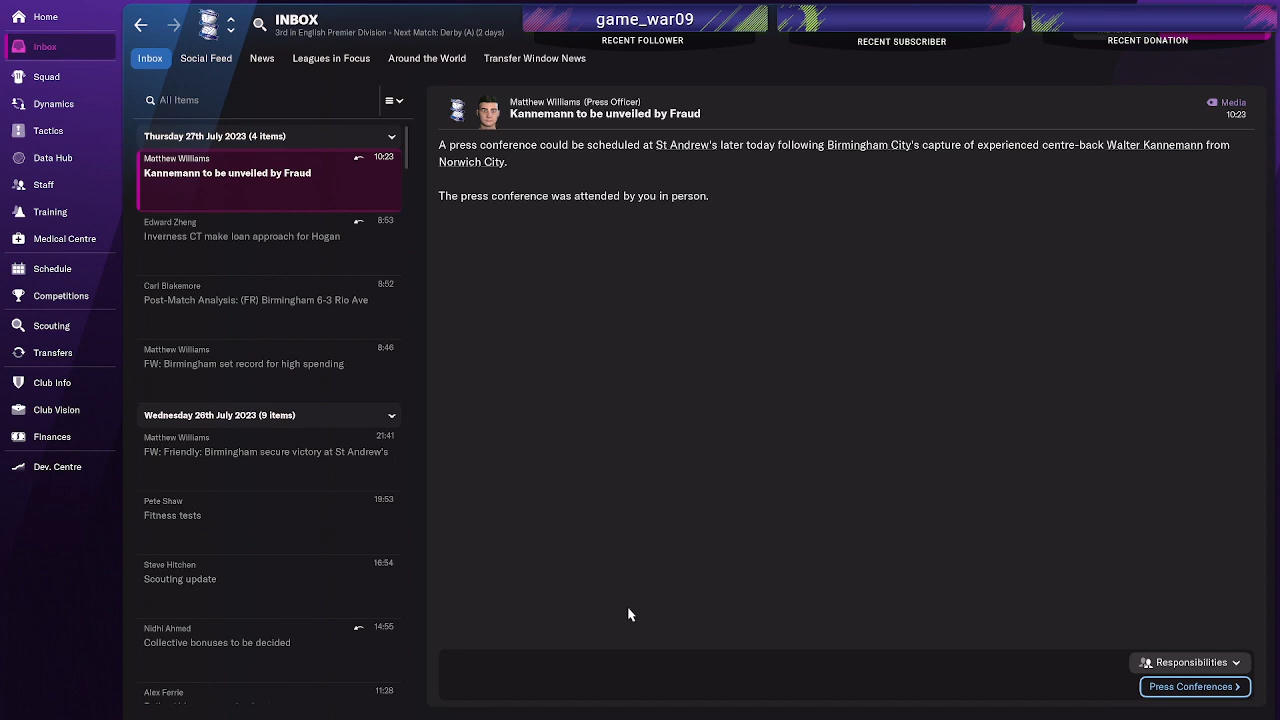 Home
Inbox
Squad
Dynamics
Tactics
Data Hub
Staff
Training
Medical Centre
Schedule
Competitions
Scouting
Transfers
Club Info
Club Vision
Finances
Dev. Centre
INBOX
3rd in English Premier Division - Next Match: Derby (A) (2 days)
game_war09
RECENT FOLLOWER
RECENT SUBSCRIBER
RECENT DONATION
Inbox
Social Feed
News
Leagues in Focus
Around the World
Transfer Window News
All Items
Thursday 27th July 2023 (4 items)
Matthew Williams
10:23
Kannemann to be unveiled by Fraud
Edward Zheng
8:53
Inverness CT make loan approach for Hogan
Carl Blakemore
8:52
Post-Match Analysis: (FR) Birmingham 6-3 Rio Ave
Matthew Williams
8:46
FW: Birmingham set record for high spending
Wednesday 26th July 2023 (9 items)
Matthew Williams
21:41
FW: Friendly: Birmingham secure victory at St Andrew's
Pete Shaw
19:53
Fitness tests
Steve Hitchen
16:54
Scouting update
Nidhi Ahmed
14:55
Collective bonuses to be decided
Alex Ferrie
11:28
Matthew Williams (Press Officer)
Kannemann to be unveiled by Fraud
Media
10:23
A press conference could be scheduled at St Andrew's later today following Birmingham City's capture of experienced centre-back Walter Kannemann from
Norwich City.
The press conference was attended by you in person.
Responsibilities
Press Conferences